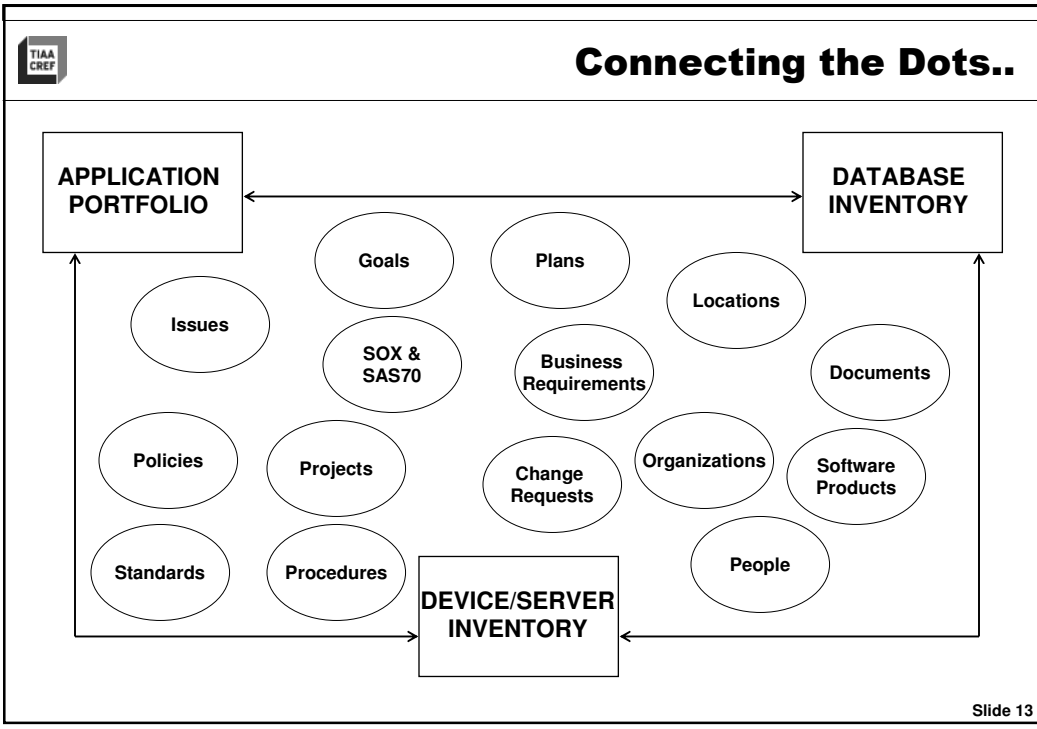 TIAA
CREF
Connecting the Dots..
APPLICATION
PORTFOLIO
DATABASE
INVENTORY
Goals
Plans
Locations
Issues
SOX &
SAS70
Business
Requirements
Documents
Policies
Projects
Change
Requests
Organizations
Software
Products
Standards
Procedures
People
DEVICE/SERVER
INVENTORY
Slide 13